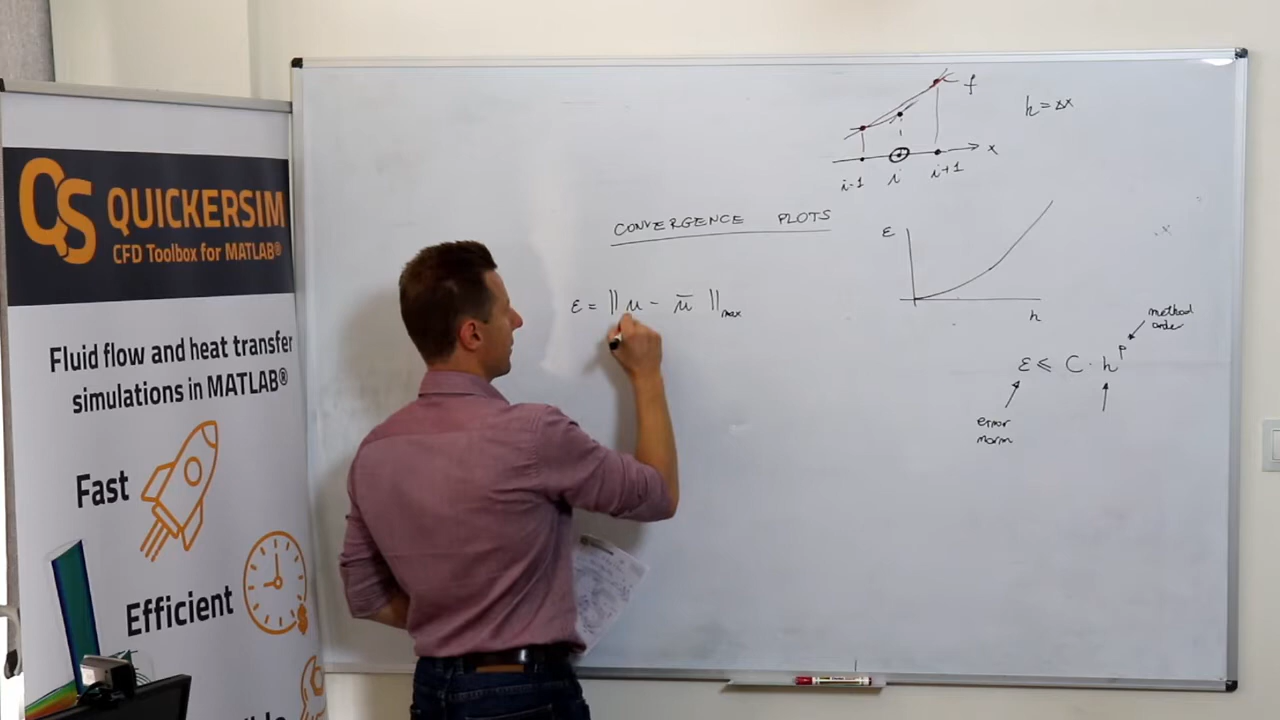 QS QUICKERSIM
CFD Toolbox for MATLAB®
Fluid flow and heat transfer
simulations in MATLAB®
Fast
Efficient
f
h = Δx
x
i-1 i i+1
CONVERGENCE PLOTS
ε
h
ε = || u - ū ||max
method
order
ε ≤ C · h^p
error
norm